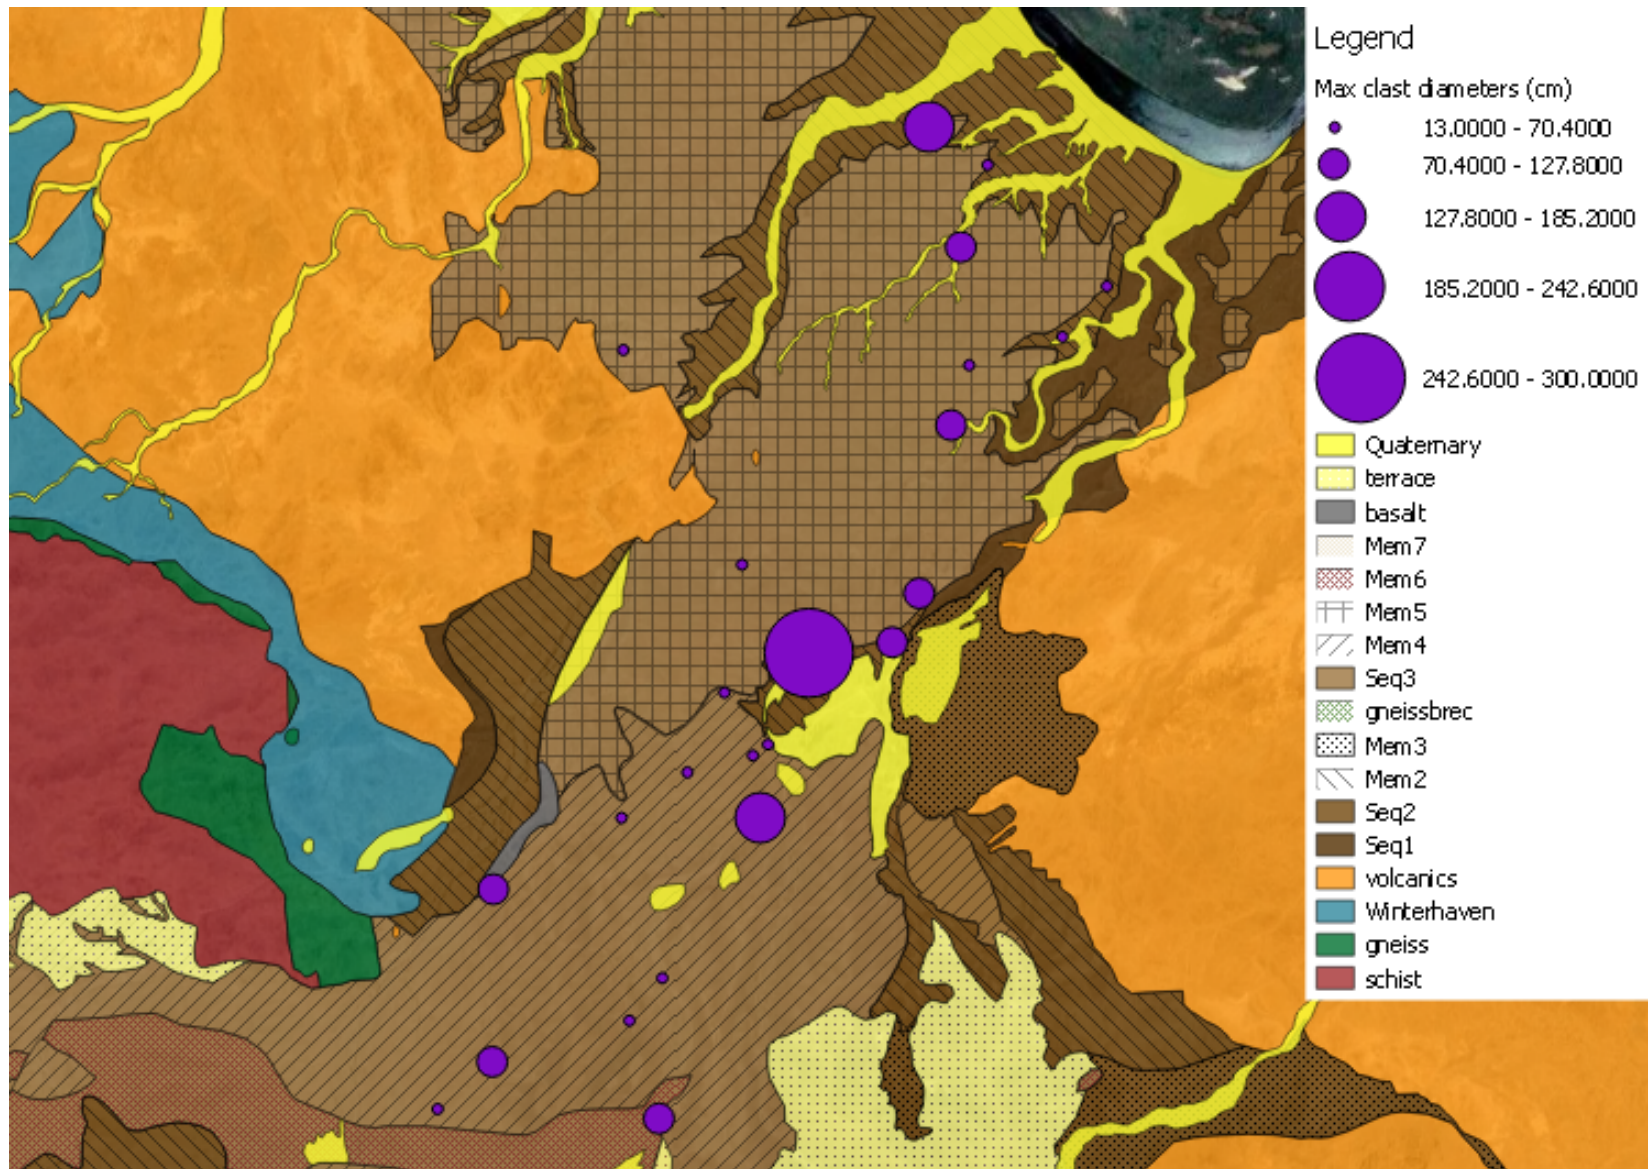 Legend
Max clast diameters (cm)
13.0000 - 70.4000
70.4000 - 127.8000
127.8000 - 185.2000
185.2000 - 242.6000
242.6000 - 300.0000
Quaternary
terrace
basalt
Mem7
Mem6
Mem5
Mem4
Seq3
gneissbrec
Mem3
Mem2
Seq2
Seq1
volcanics
Winterhaven
gneiss
schist